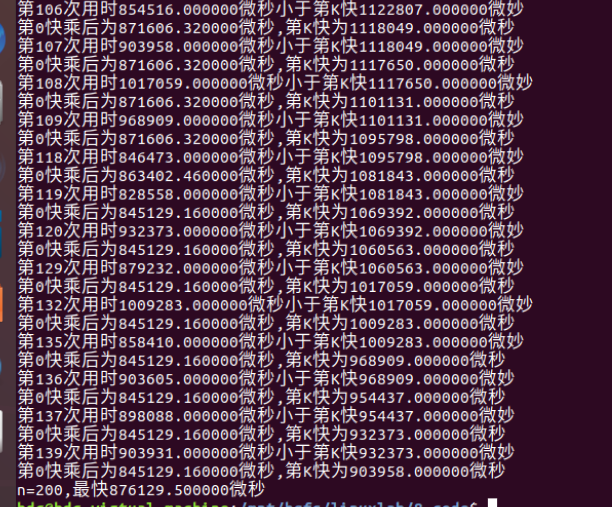 第106次用时854516.000000微秒小于第K快1122807.000000微妙
第0快乘后为871606.320000微秒,第K快为1118049.000000微秒
第107次用时903958.000000微秒小于第K快1118049.000000微妙
第0快乘后为871606.320000微秒,第K快为1117650.000000微秒
第108次用时1017059.000000微秒小于第K快1117650.000000微妙
第0快乘后为871606.320000微秒,第K快为1101131.000000微秒
第109次用时968909.000000微秒小于第K快1101131.000000微妙
第0快乘后为871606.320000微秒,第K快为1095798.000000微秒
第118次用时846473.000000微秒小于第K快1095798.000000微妙
第0快乘后为863402.460000微秒,第K快为1081843.000000微秒
第119次用时828558.000000微秒小于第K快1081843.000000微妙
第0快乘后为845129.160000微秒,第K快为1069392.000000微秒
第120次用时932373.000000微秒小于第K快1069392.000000微妙
第0快乘后为845129.160000微秒,第K快为1060563.000000微秒
第129次用时879232.000000微秒小于第K快1060563.000000微妙
第0快乘后为845129.160000微秒,第K快为1017059.000000微秒
第132次用时1009283.000000微秒小于第K快1017059.000000微妙
第0快乘后为845129.160000微秒,第K快为1009283.000000微秒
第135次用时858410.000000微秒小于第K快1009283.000000微妙
第0快乘后为845129.160000微秒,第K快为968909.000000微秒
第136次用时903605.000000微秒小于第K快968909.000000微妙
第0快乘后为845129.160000微秒,第K快为954437.000000微秒
第137次用时898088.000000微秒小于第K快954437.000000微妙
第0快乘后为845129.160000微秒,第K快为932373.000000微秒
第139次用时903931.000000微秒小于第K快932373.000000微妙
第0快乘后为845129.160000微秒,第K快为903958.000000微秒
n=200,最快876129.500000微秒